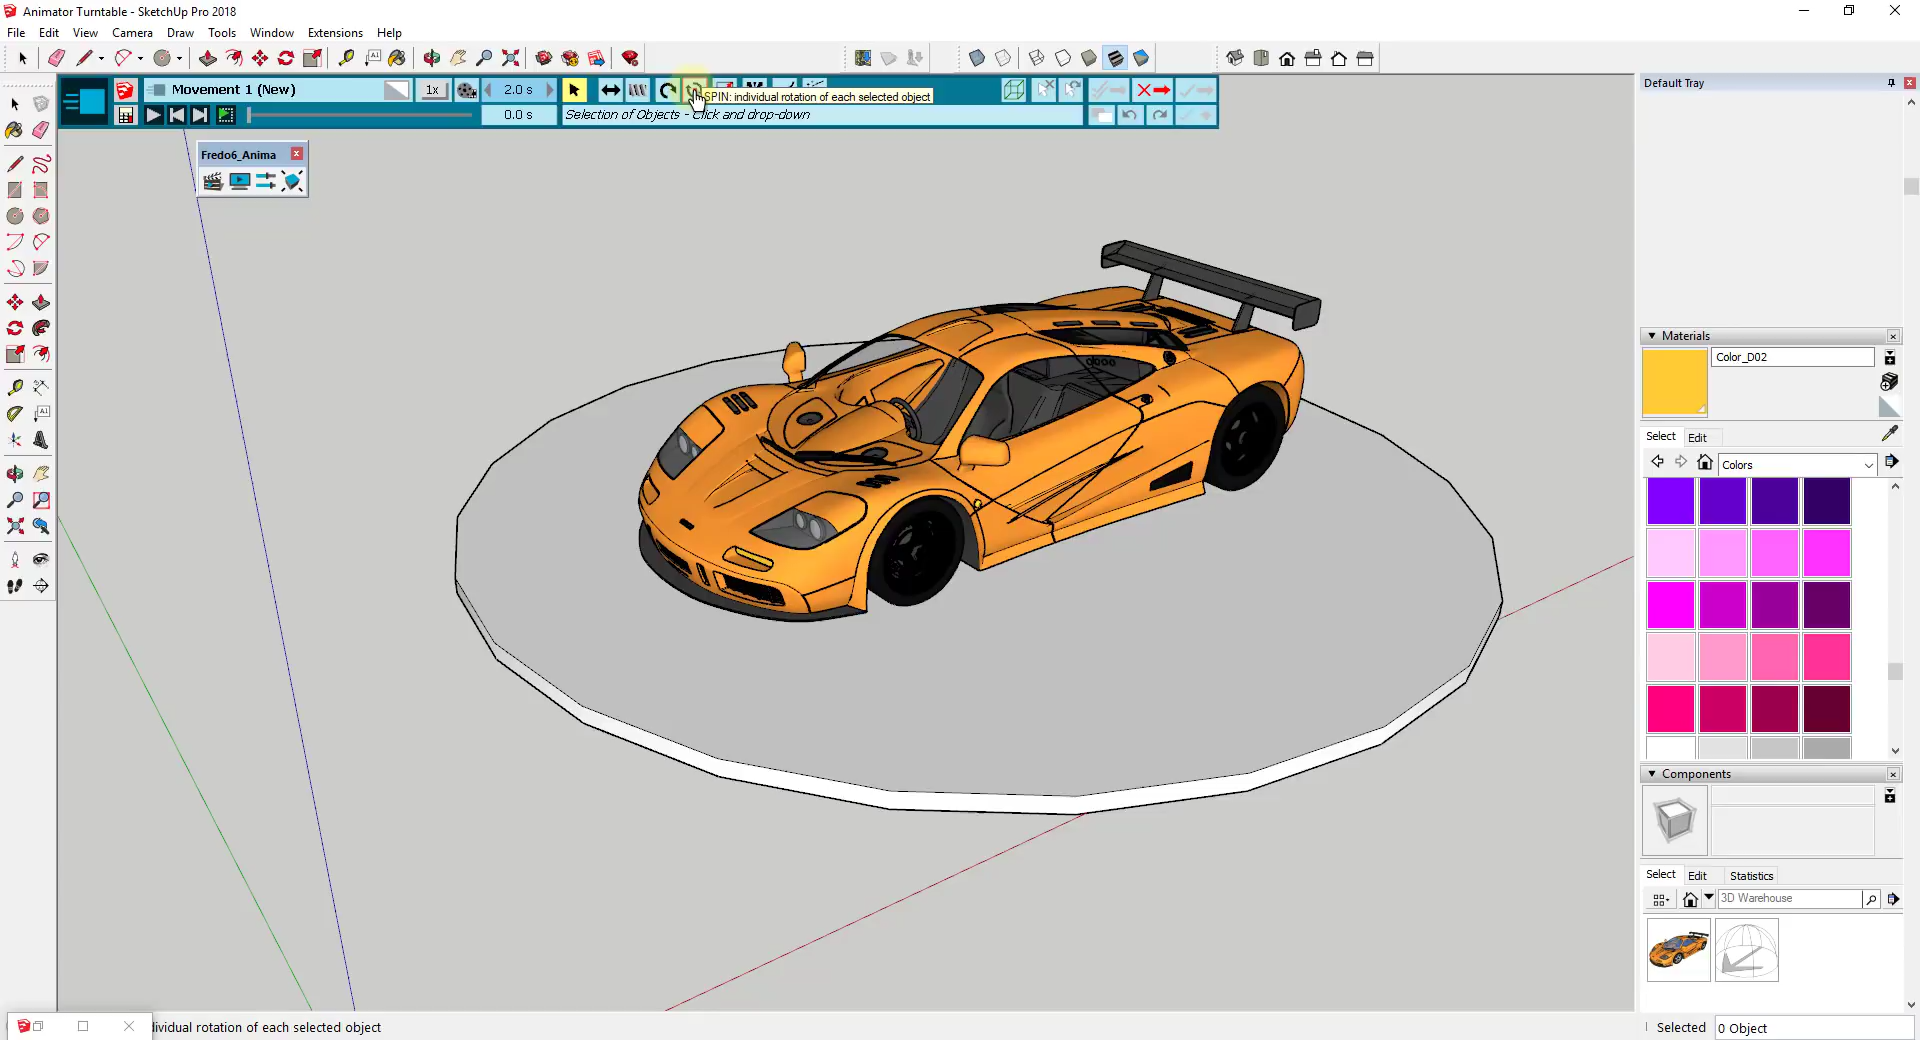 Animator Turntable - SketchUp Pro 2018
File Edit View Camera Draw Tools Window Extensions Help
Movement 1 (New) 1x 2.0 s
SPIN: individual rotation of each selected object
0.0 s Selection of Objects - Click and drop-down
Fredo6_Anima
Default Tray
Materials
Color_D02
Select Edit
Colors
Components
Select Edit Statistics
3D Warehouse
dividual rotation of each selected object
Selected 0 Object